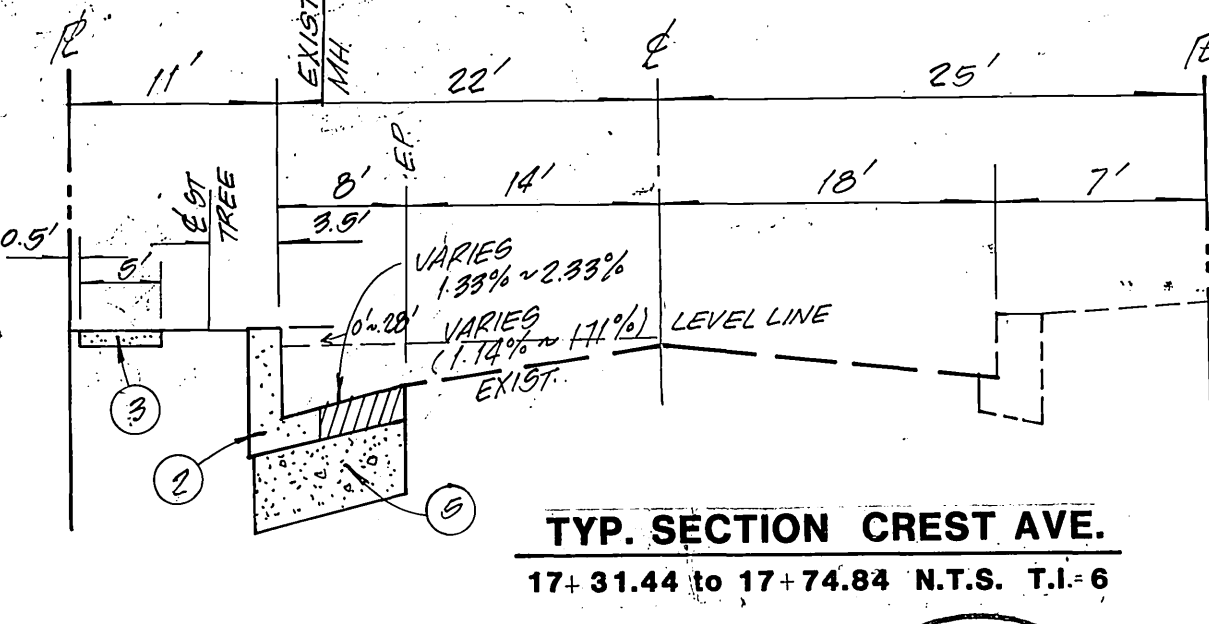 EXIST.
MH.
℄
11'
22'
25'
E.P.
8'
14'
18'
7'
ST
TREE
3.5'
0.5'
5'
VARIES
1.33% ~ 2.33%
0'~.28'
VARIES
(1.14% ~ 1.71%)
LEVEL LINE
EXIST.
3
2
5
TYP. SECTION CREST AVE.
17+31.44 to 17+74.84 N.T.S. T.I.=6